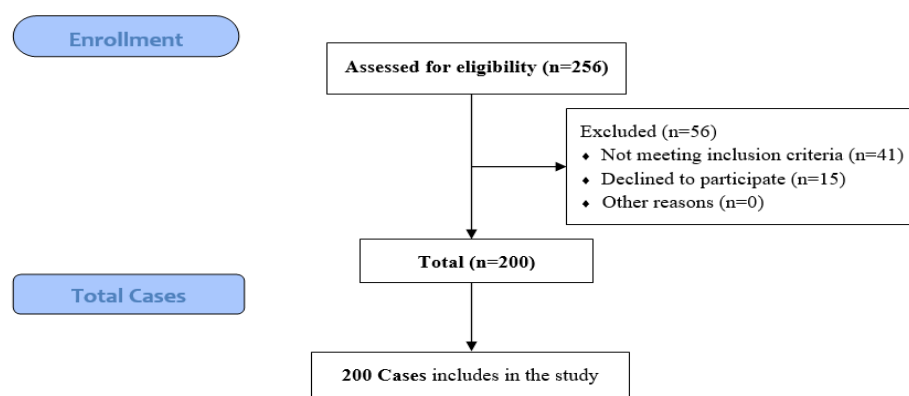 Enrollment
Assessed for eligibility (n=256)
Excluded (n=56)
◆ Not meeting inclusion criteria (n=41)
◆ Declined to participate (n=15)
◆ Other reasons (n=0)
Total (n=200)
Total Cases
200 Cases includes in the study